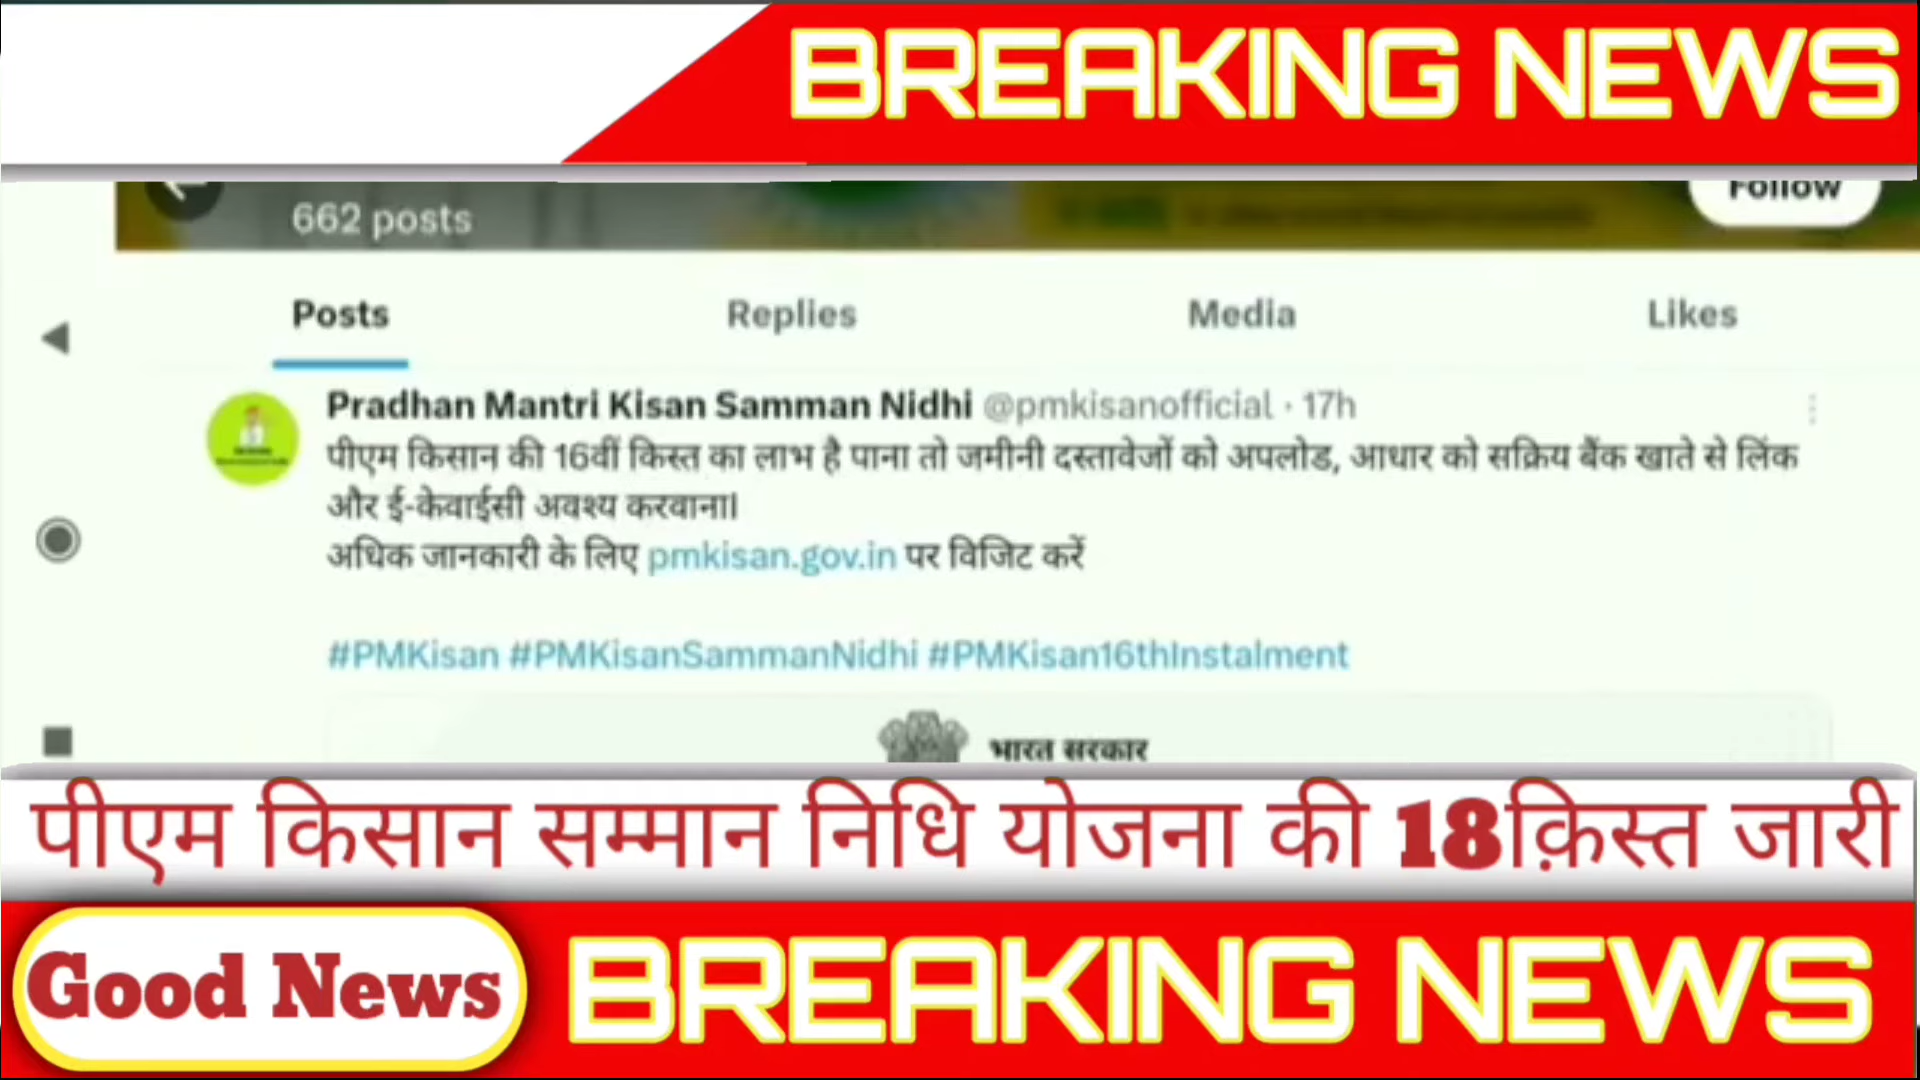 BREAKING NEWS
Follow
662 posts
Posts Replies Media Likes
Pradhan Mantri Kisan Samman Nidhi @pmkisanofficial · 17h
पीएम किसान की 16वीं किस्त का लाभ है पाना तो जमीनी दस्तावेजों को अपलोड, आधार को सक्रिय बैंक खाते से लिंक
और ई-केवाईसी अवश्य करवाना।
अधिक जानकारी के लिए pmkisan.gov.in पर विजिट करें
#PMKisan #PMKisanSammanNidhi #PMKisan16thInstalment
भारत सरकार
पीएम किसान सम्मान निधि योजना की 18क़िस्त जारी
Good News BREAKING NEWS